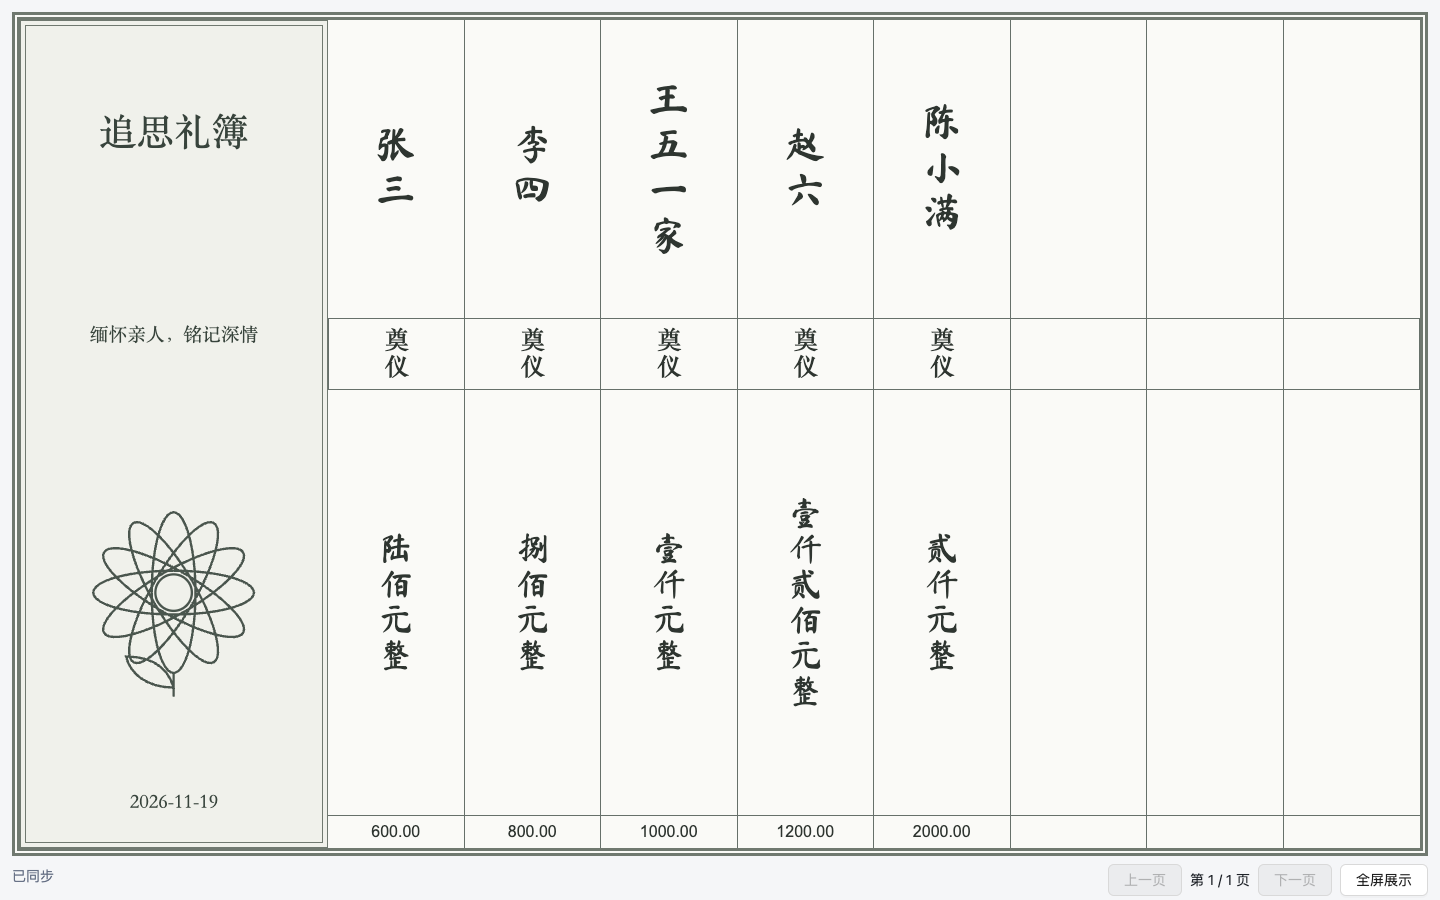 追思礼簿
缅怀亲人，铭记深情
2026-11-19
张三
李四
王五一家
赵六
陈小满
奠仪
奠仪
奠仪
奠仪
奠仪
陆佰元整
捌佰元整
壹仟元整
壹仟贰佰元整
贰仟元整
600.00
800.00
1000.00
1200.00
2000.00
已同步
上一页
第 1 / 1 页
下一页
全屏展示